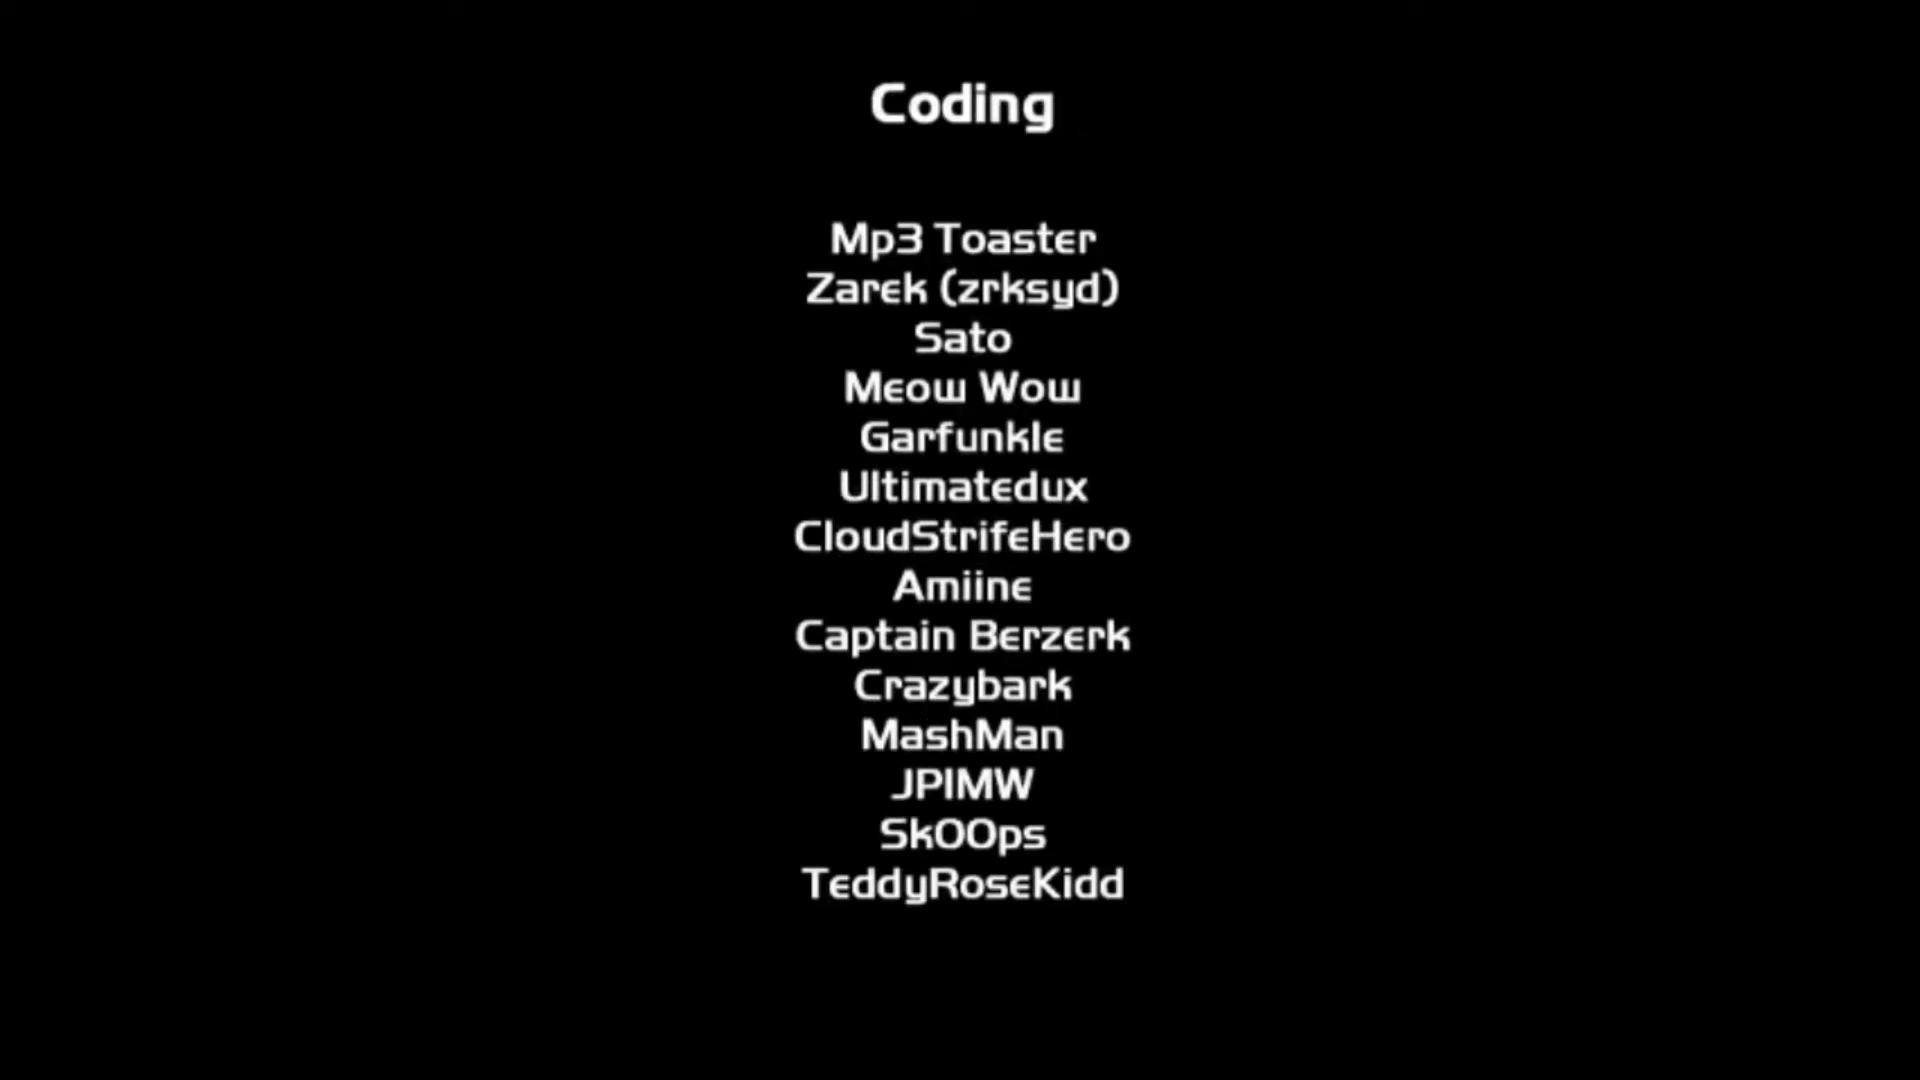 Coding
Mp3 Toaster
Zarek (zrksyd)
Sato
Meow Wow
Garfunkle
Ultimatedux
CloudStrifeHero
Amiine
Captain Berzerk
Crazybark
MashMan
JPIMW
SkOOps
TeddyRoseKidd